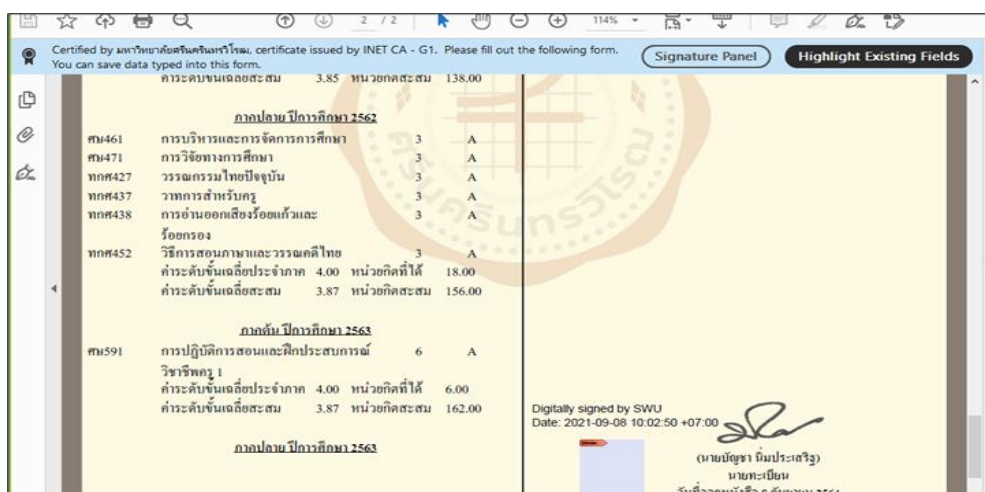 2 / 2
114%
Certified by มหาวิทยาลัยศรีนครินทรวิโรฒ, certificate issued by INET CA - G1. Please fill out the following form.
You can save data typed into this form.
Signature Panel
Highlight Existing Fields
ค่าระดับขั้นเฉลี่ยสะสม 3.85 หน่วยกิตสะสม 138.00
ภาคปลาย ปีการศึกษา 2562
ศษ461 การบริหารและการจัดการการศึกษา 3 A
ศษ471 การวิจัยทางการศึกษา 3 A
ทกศ427 วรรณกรรมไทยปัจจุบัน 3 A
ทกศ437 วาทการสำหรับครู 3 A
ทกศ438 การอ่านออกเสียงร้อยแก้วและ 3 A
ร้อยกรอง
ทกศ452 วิธีการสอนภาษาและวรรณคดีไทย 3 A
ค่าระดับขั้นเฉลี่ยประจำภาค 4.00 หน่วยกิตที่ได้ 18.00
ค่าระดับขั้นเฉลี่ยสะสม 3.87 หน่วยกิตสะสม 156.00
ภาคต้น ปีการศึกษา 2563
ศษ591 การปฏิบัติการสอนและฝึกประสบการณ์ 6 A
วิชาชีพครู 1
ค่าระดับขั้นเฉลี่ยประจำภาค 4.00 หน่วยกิตที่ได้ 6.00
ค่าระดับขั้นเฉลี่ยสะสม 3.87 หน่วยกิตสะสม 162.00
ภาคปลาย ปีการศึกษา 2563
ศรีนครินทรวิโรฒ
Digitally signed by SWU
Date: 2021-09-08 10:02:50 +07:00
(นายบัญชา นิ่มประเสริฐ)
นายทะเบียน